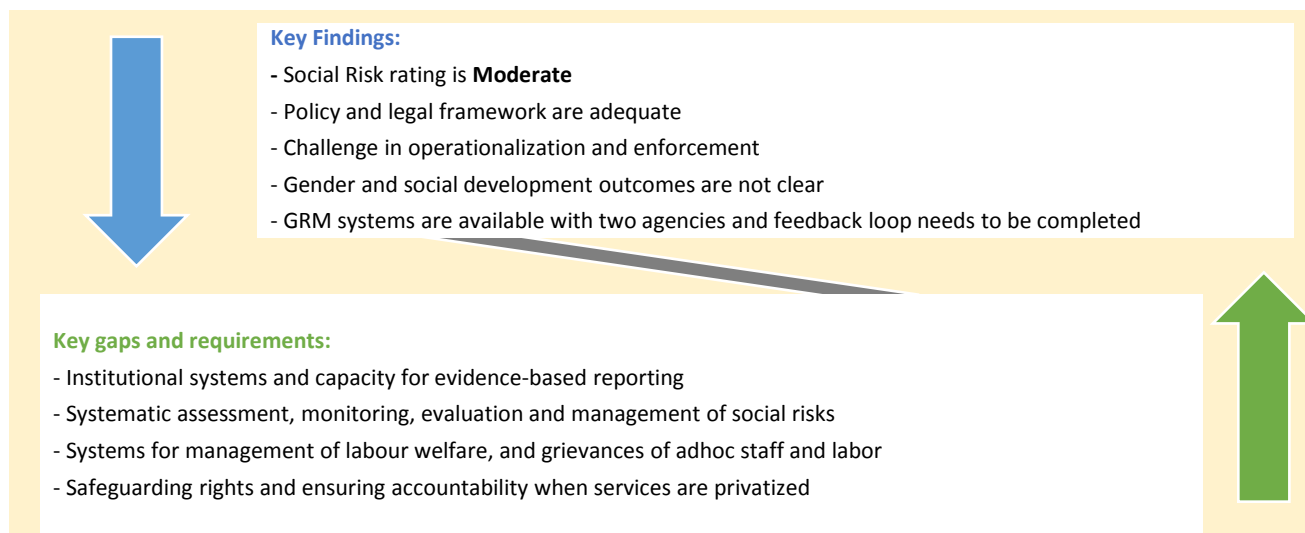 Key Findings:
- Social Risk rating is Moderate
- Policy and legal framework are adequate
- Challenge in operationalization and enforcement
- Gender and social development outcomes are not clear
- GRM systems are available with two agencies and feedback loop needs to be completed
Key gaps and requirements:
- Institutional systems and capacity for evidence-based reporting
- Systematic assessment, monitoring, evaluation and management of social risks
- Systems for management of labour welfare, and grievances of adhoc staff and labor
- Safeguarding rights and ensuring accountability when services are privatized